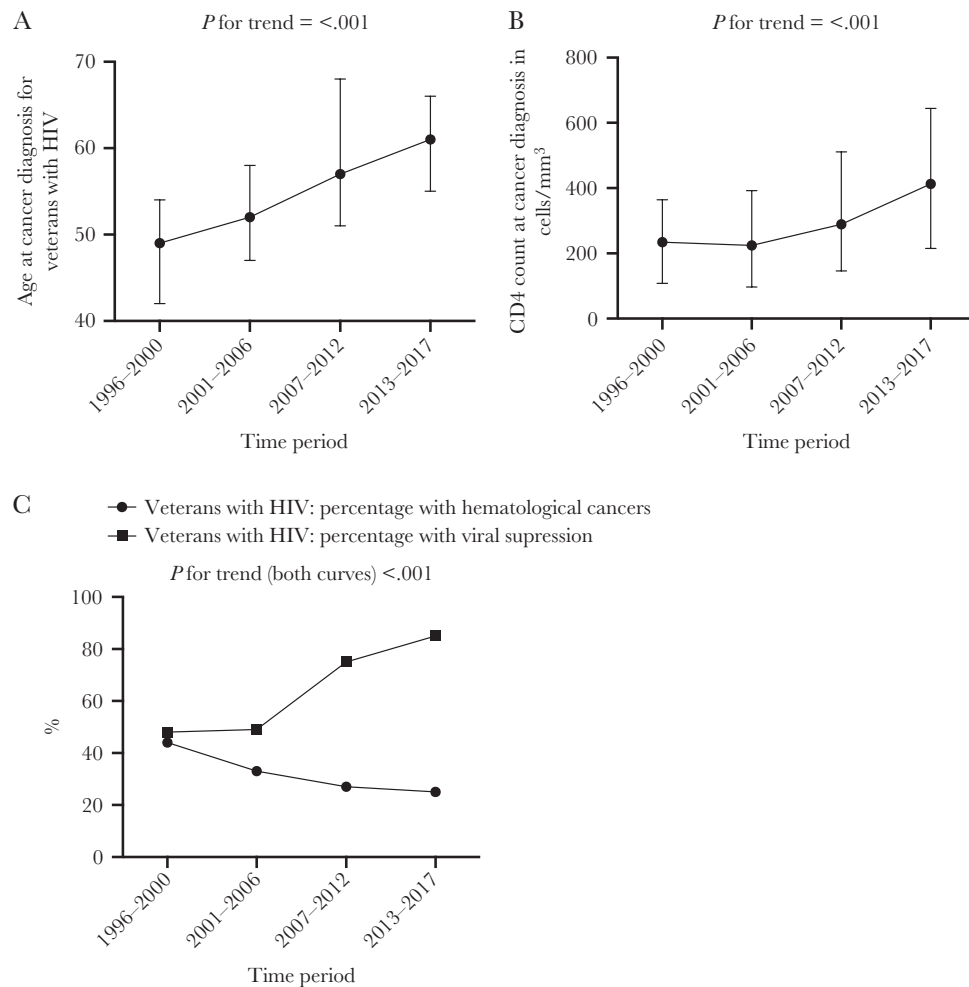 A
P for trend = <.001
Age at cancer diagnosis for
veterans with HIV
70
60
50
40
1996–2000
2001–2006
2007–2012
2013–2017
Time period
B
P for trend = <.001
CD4 count at cancer diagnosis in
cells/mm³
800
600
400
200
0
1996–2000
2001–2006
2007–2012
2013–2017
Time period
C
Veterans with HIV: percentage with hematological cancers
Veterans with HIV: percentage with viral supression
P for trend (both curves) <.001
%
100
80
60
40
20
0
1996–2000
2001–2006
2007–2012
2013–2017
Time period